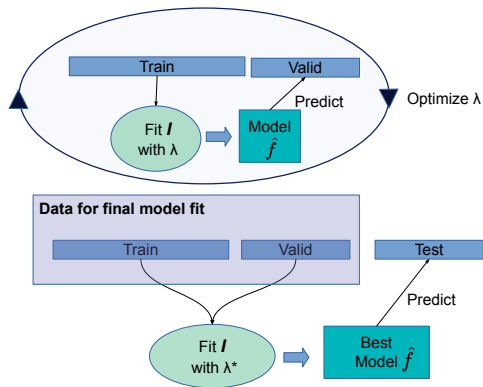 Train
Valid
Predict
Optimize λ
Fit I
with λ
Model
f̂
Data for final model fit
Train
Valid
Test
Predict
Fit I
with λ*
Best
Model f̂